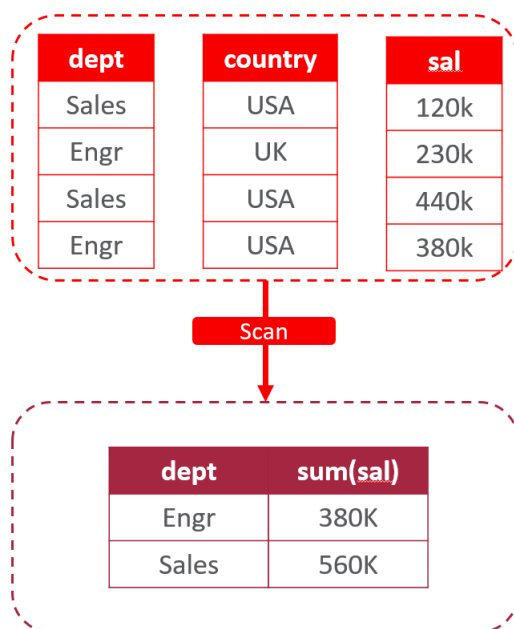 dept country sal
Sales USA 120k
Engr UK 230k
Sales USA 440k
Engr USA 380k
Scan
dept sum(sal)
Engr 380K
Sales 560K